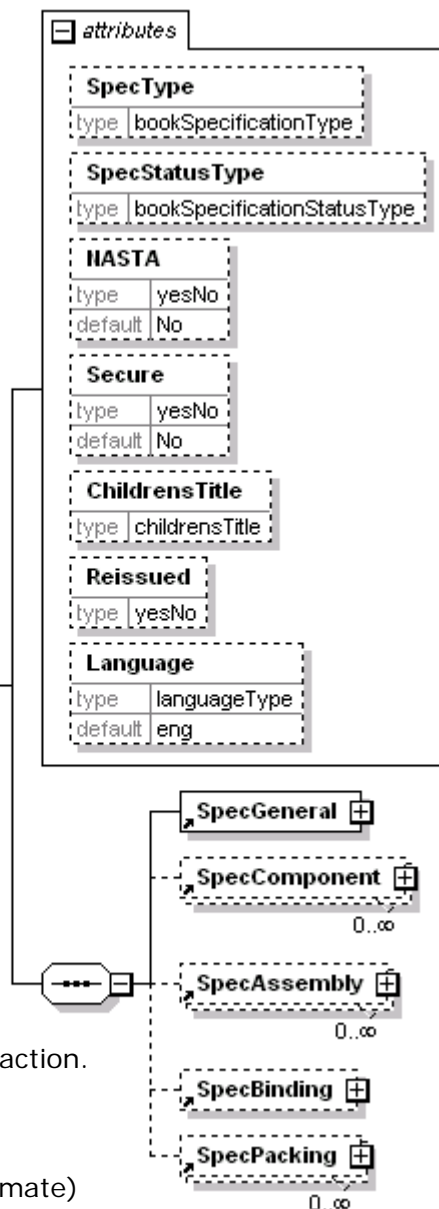 attributes
SpecType
type bookSpecificationType
SpecStatusType
type bookSpecificationStatusType
NASTA
type yesNo
default No
Secure
type yesNo
default No
ChildrensTitle
type childrensTitle
Reissued
type yesNo
Language
type languageType
default eng
SpecGeneral
SpecComponent
0..∞
SpecAssembly
0..∞
action.
SpecBinding
SpecPacking
mate)
0..∞